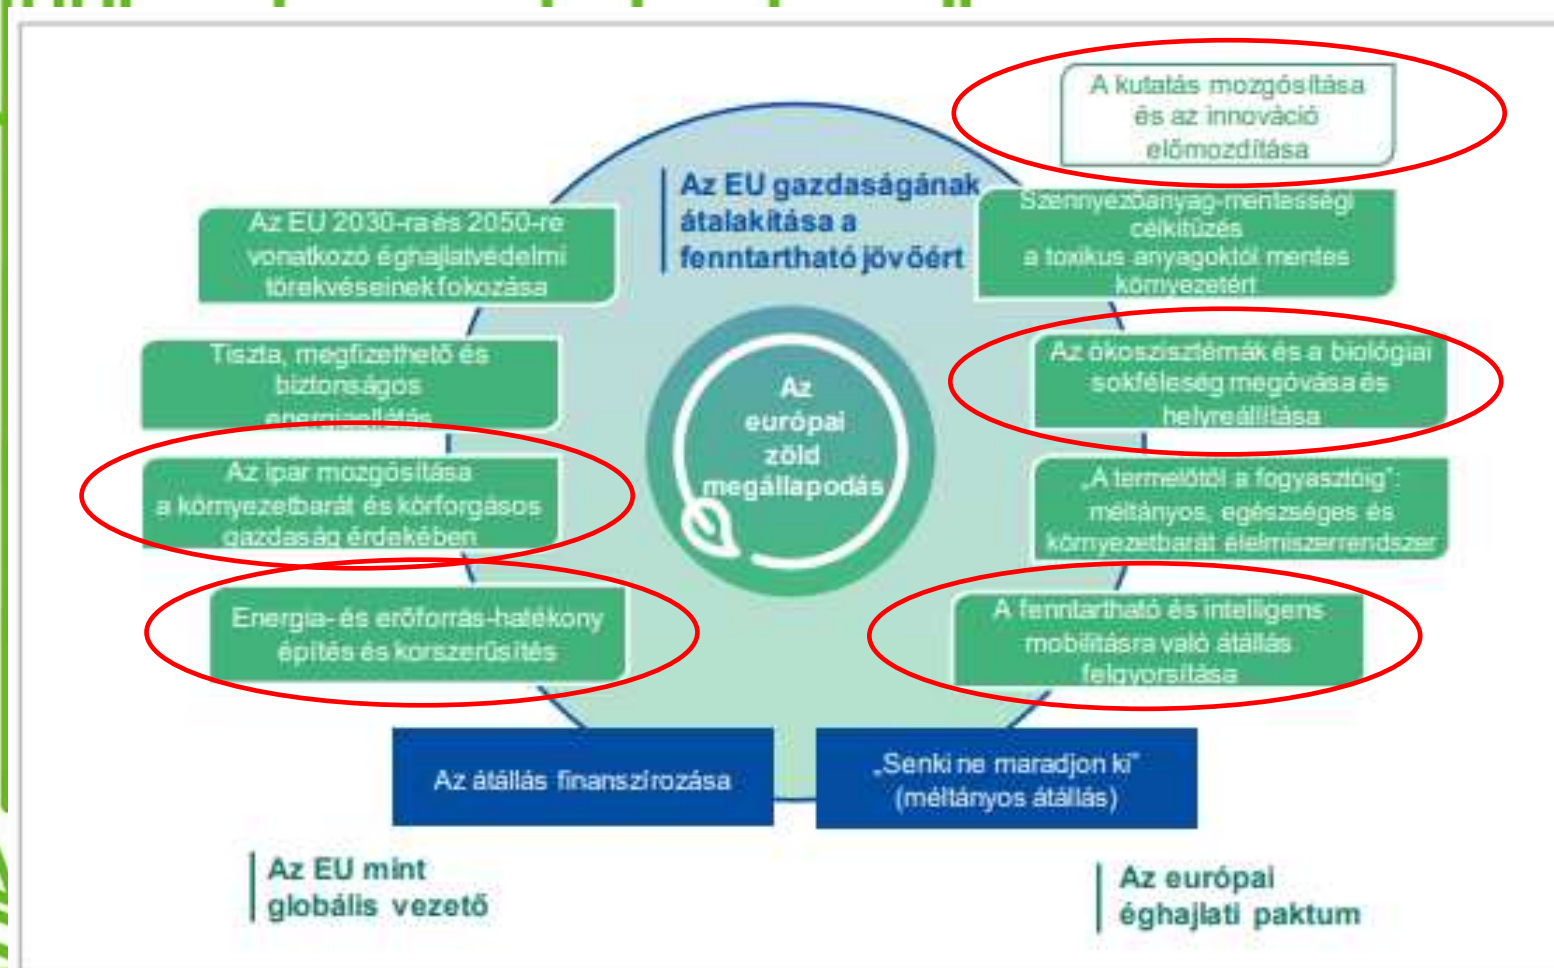 A kutatás mozgósítása
és az innováció
előmozdítása
Az EU gazdaságának
átalakítása a
fenntartható jövőért
Az EU 2030-ra és 2050-re
vonatkozó éghajlatvédelmi
törekvéseinek fokozása
Szennyezőanyag-mentességi
célkitűzés
a toxikus anyagoktól mentes
környezetért
Tiszta, megfizethető és
biztonságos
energiaellátás
Az ökoszisztémák és a biológiai
sokféleség megóvása és
helyreállítása
Az
európai
zöld
megállapodás
Az ipar mozgósítása
a környezetbarát és körforgásos
gazdaság érdekében
„A termelőtől a fogyasztóig”:
méltányos, egészséges és
környezetbarát élelmiszerrendszer
Energia- és erőforrás-hatékony
építés és korszerűsítés
A fenntartható és intelligens
mobilitásra való átállás
felgyorsítása
Az átállás finanszírozása
„Senki ne maradjon ki”
(méltányos átállás)
Az EU mint
globális vezető
Az európai
éghajlati paktum